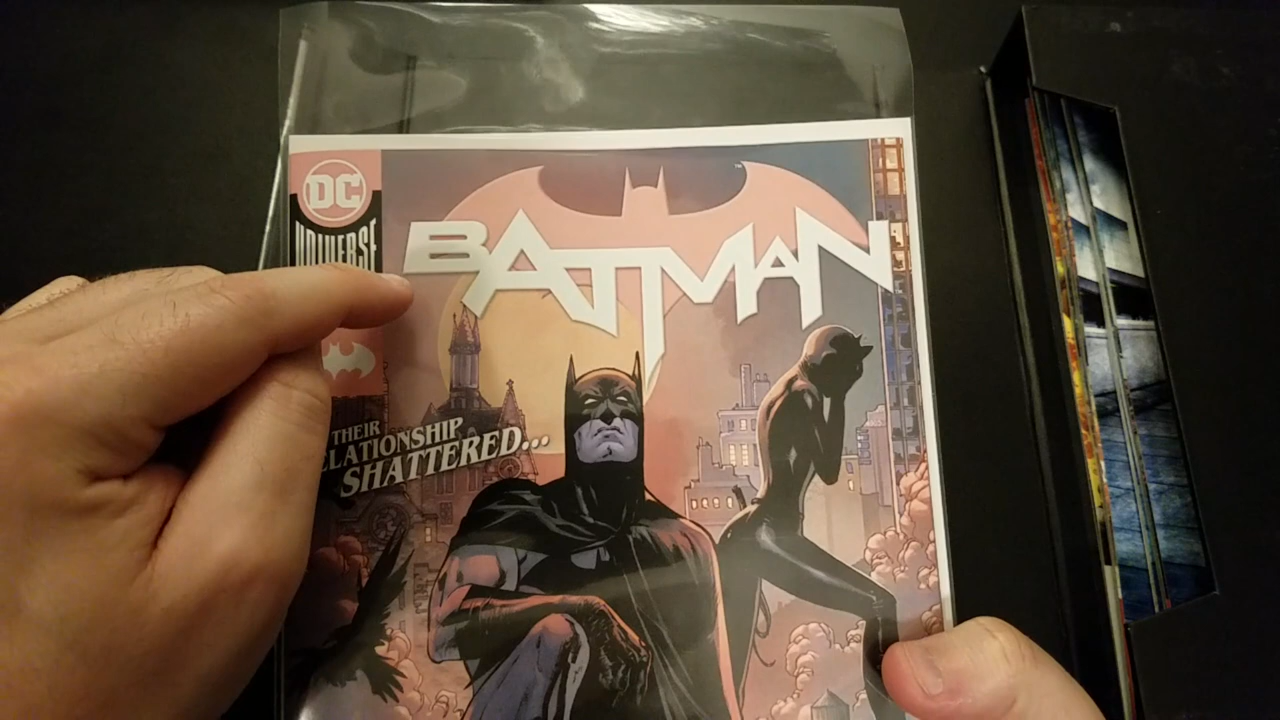 DC
UNIVERSE
BATMAN
THEIR
ELATIONSHIP
SHATTERED...